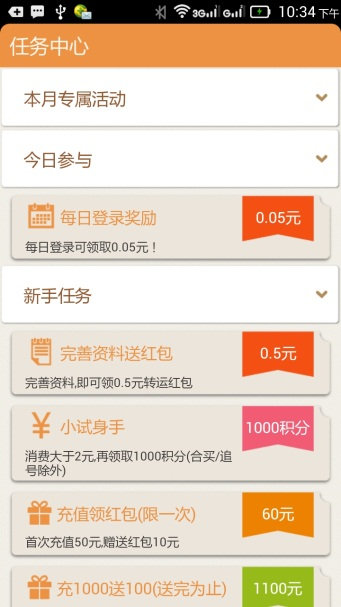 3G G 10:34 下午
任务中心
本月专属活动
今日参与
每日登录奖励
0.05元
每日登录可领取0.05元！
新手任务
完善资料送红包
0.5元
完善资料,即可领0.5元转运红包
小试身手
1000积分
消费大于2元,再领取1000积分(合买/追
号除外)
充值领红包(限一次)
60元
首次充值50元,赠送红包10元
充1000送100(送完为止)
1100元